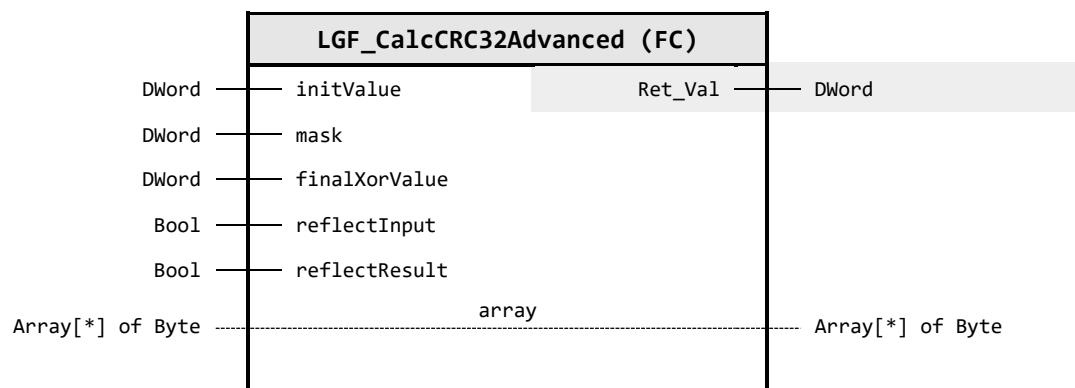 LGF_CalcCRC32Advanced (FC)
DWord initValue Ret_Val DWord
DWord mask
DWord finalXorValue
Bool reflectInput
Bool reflectResult
array
Array[*] of Byte Array[*] of Byte